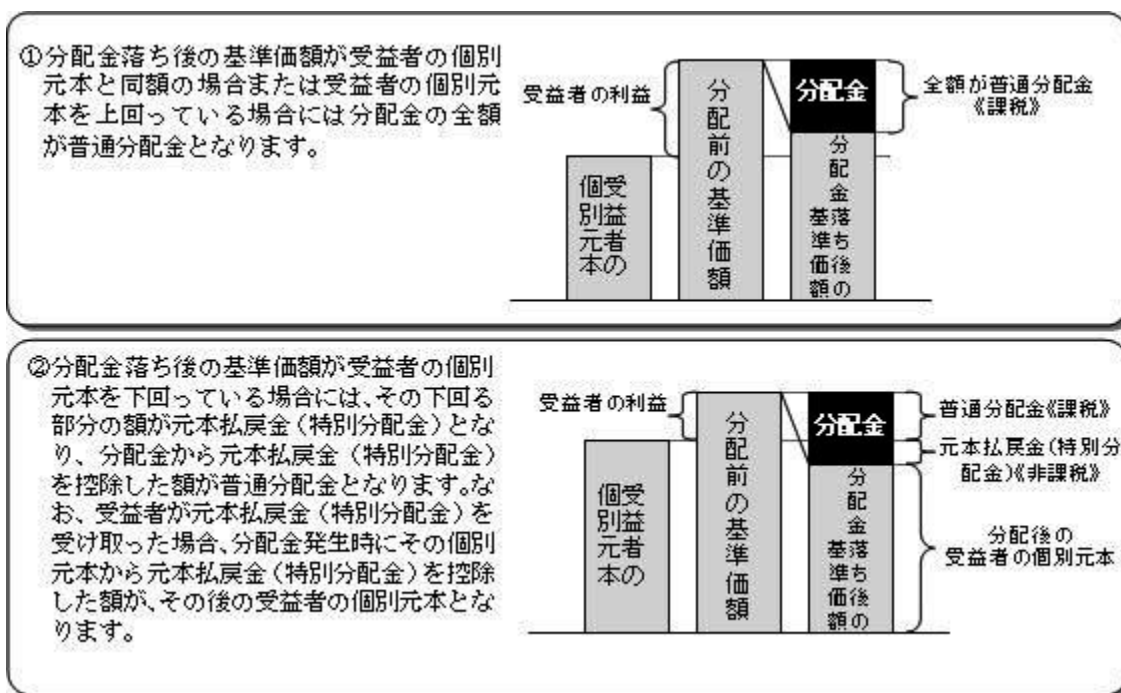 ①分配金落ち後の基準価額が受益者の個別
元本と同額の場合または受益者の個別元
本を上回っている場合には分配金の全額
が普通分配金となります。
受益者の利益
受益者の
個別元本
分配前の基準価額
分配金
分配金落ち後の
基準価額
全額が普通分配金
《課税》
②分配金落ち後の基準価額が受益者の個別
元本を下回っている場合には、その下回る
部分の額が元本払戻金(特別分配金)とな
り、分配金から元本払戻金(特別分配金)
を控除した額が普通分配金となります。な
お、受益者が元本払戻金(特別分配金)を
受け取った場合、分配金発生時にその個別
元本から元本払戻金(特別分配金)を控除
した額が、その後の受益者の個別元本とな
ります。
受益者の利益
受益者の
個別元本
分配前の基準価額
分配金
分配金落ち後の
基準価額
普通分配金《課税》
元本払戻金(特別分
配金)《非課税》
分配後の
受益者の個別元本